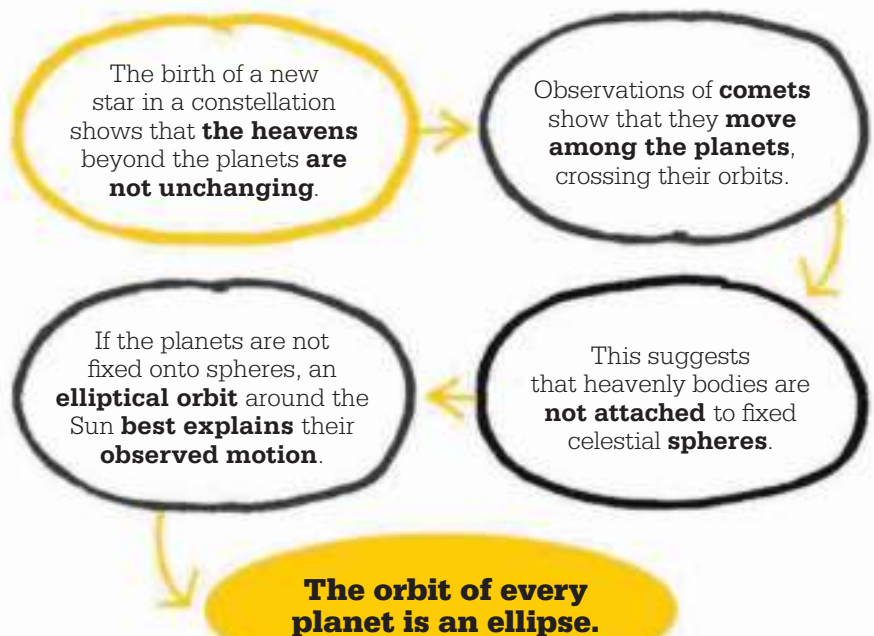 The birth of a new
star in a constellation
shows that the heavens
beyond the planets are
not unchanging.
Observations of comets
show that they move
among the planets,
crossing their orbits.
This suggests
that heavenly bodies are
not attached to fixed
celestial spheres.
If the planets are not
fixed onto spheres, an
elliptical orbit around the
Sun best explains their
observed motion.
The orbit of every
planet is an ellipse.